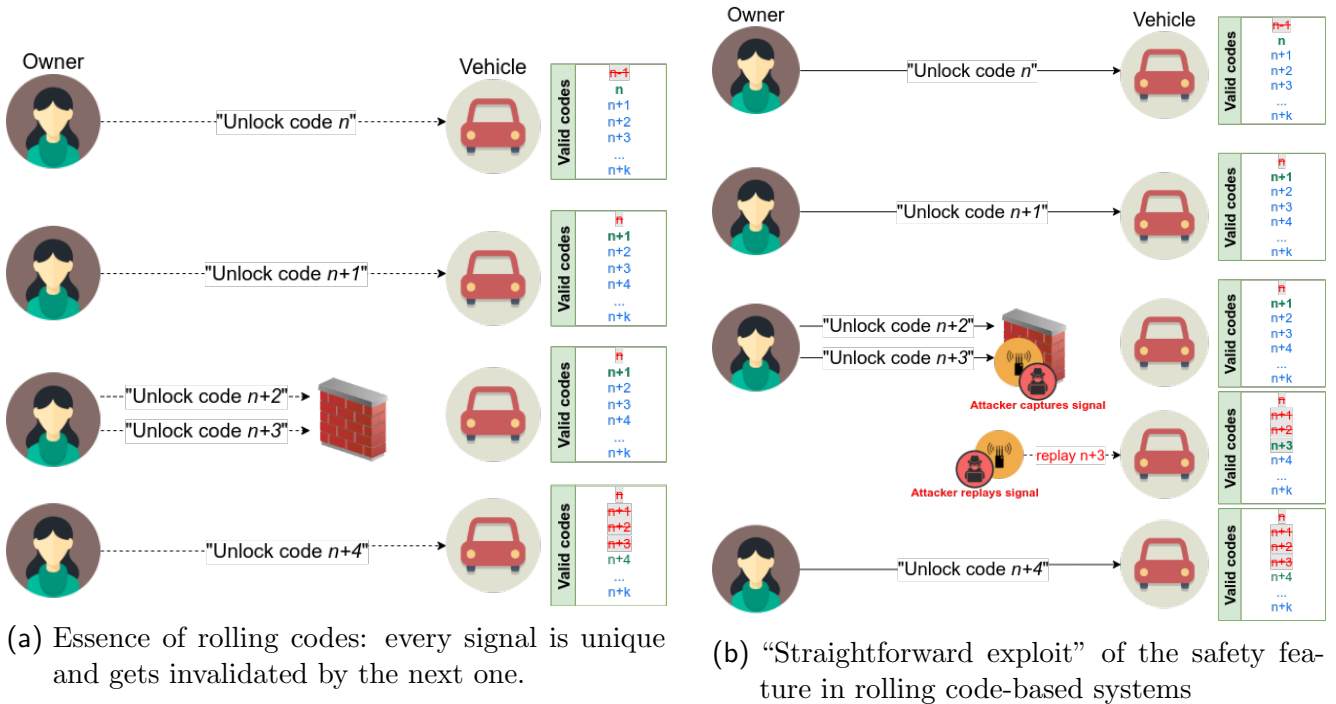 Owner
Vehicle
"Unlock code n"
Valid codes
n-1
n
n+1
n+2
n+3
...
n+k
"Unlock code n+1"
Valid codes
n
n+1
n+2
n+3
n+4
...
n+k
"Unlock code n+2"
"Unlock code n+3"
Valid codes
n
n+1
n+2
n+3
n+4
...
n+k
"Unlock code n+4"
Valid codes
n
n+1
n+2
n+3
n+4
...
n+k
(a) Essence of rolling codes: every signal is unique
and gets invalidated by the next one.
Owner
Vehicle
"Unlock code n"
Valid codes
n-1
n
n+1
n+2
n+3
...
n+k
"Unlock code n+1"
Valid codes
n
n+1
n+2
n+3
n+4
...
n+k
"Unlock code n+2"
"Unlock code n+3"
Attacker captures signal
Valid codes
n
n+1
n+2
n+3
n+4
...
n+k
replay n+3
Attacker replays signal
Valid codes
n
n+1
n+2
n+3
n+4
...
n+k
"Unlock code n+4"
Valid codes
n
n+1
n+2
n+3
n+4
...
n+k
(b) “Straightforward exploit” of the safety fea-
ture in rolling code-based systems